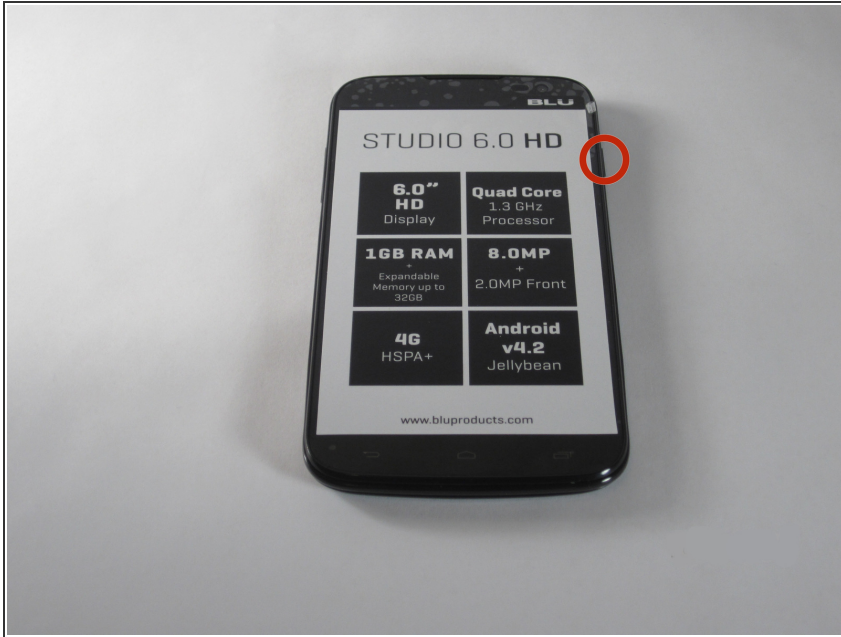 BLU
STUDIO 6.0 HD
6.0”
HD
Display
Quad Core
1.3 GHz
Processor
1GB RAM
+
Expandable
Memory up to
32GB
8.0MP
+
2.0MP Front
4G
HSPA+
Android
v4.2
Jellybean
www.bluproducts.com